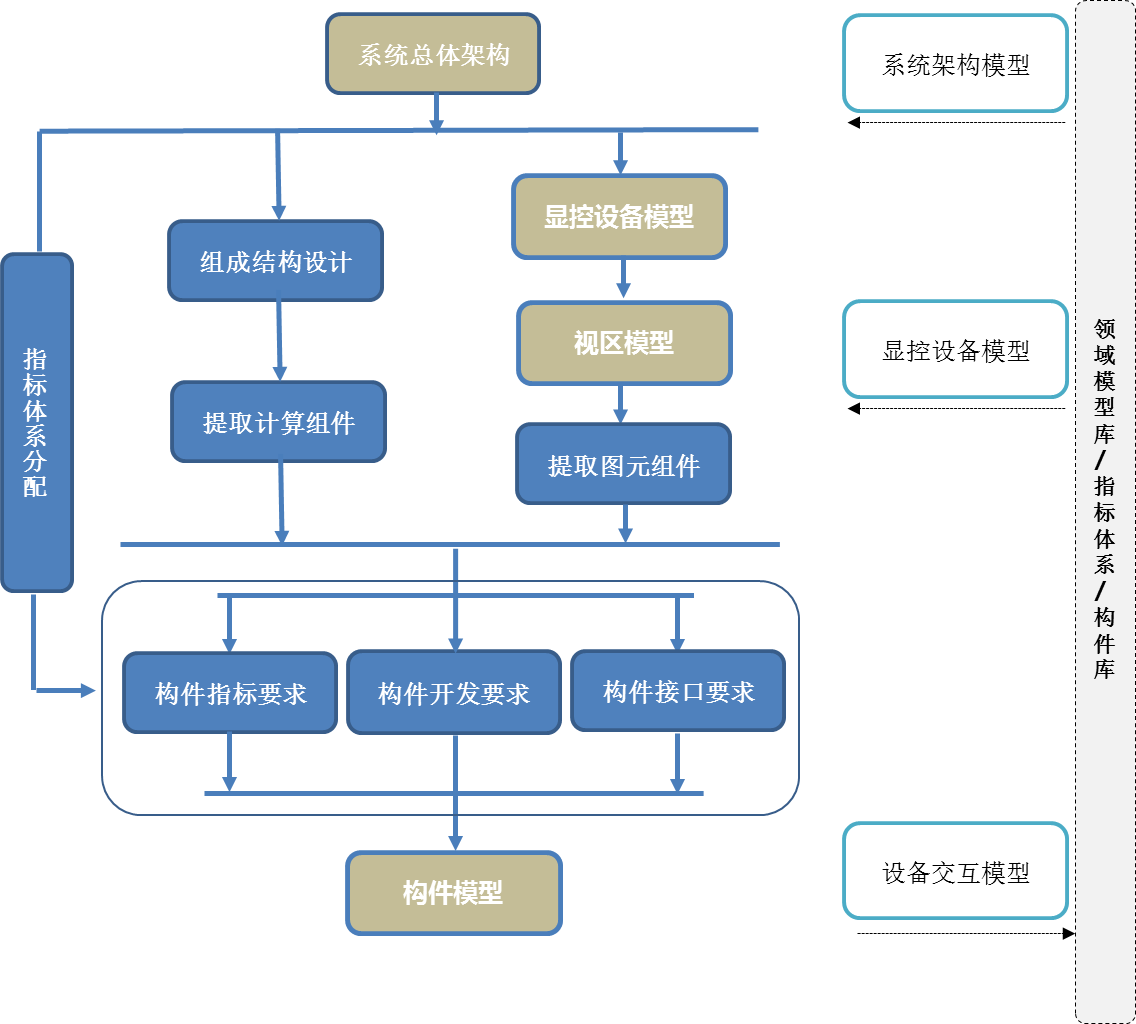 系统总体架构
系统架构模型
显控设备模型
组成结构设计
视区模型
显控设备模型
提取计算组件
提取图元组件
指标体系分配
领域模型库/指标体系/构件库
构件指标要求
构件开发要求
构件接口要求
构件模型
设备交互模型